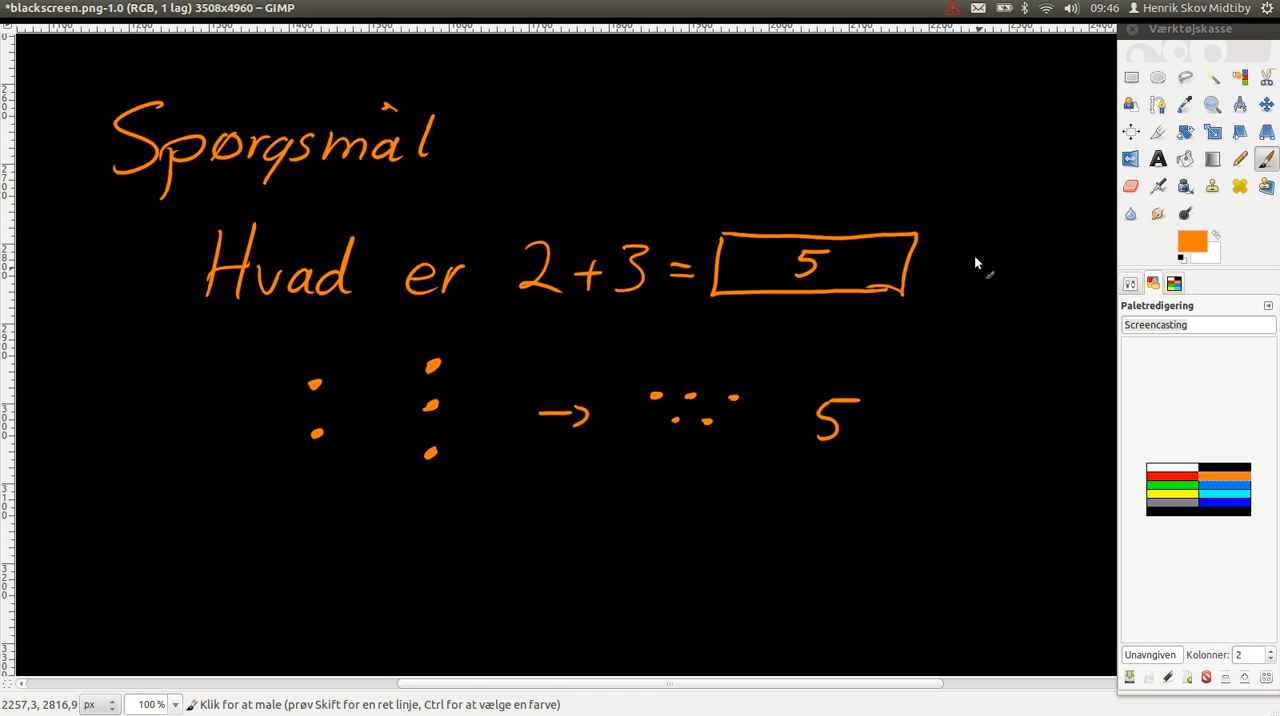 *blackscreen.png-1.0 (RGB, 1 lag) 3508x4960 – GIMP
09:46 Henrik Skov Midtiby
Værktøjskasse
Spørgsmål
Hvad er 2 + 3 = 5
→ 5
Paletredigering
Screencasting
Unavngiven Kolonner: 2
2257,3, 2816,9 px 100 % Klik for at male (prøv Skift for en ret linje, Ctrl for at vælge en farve)